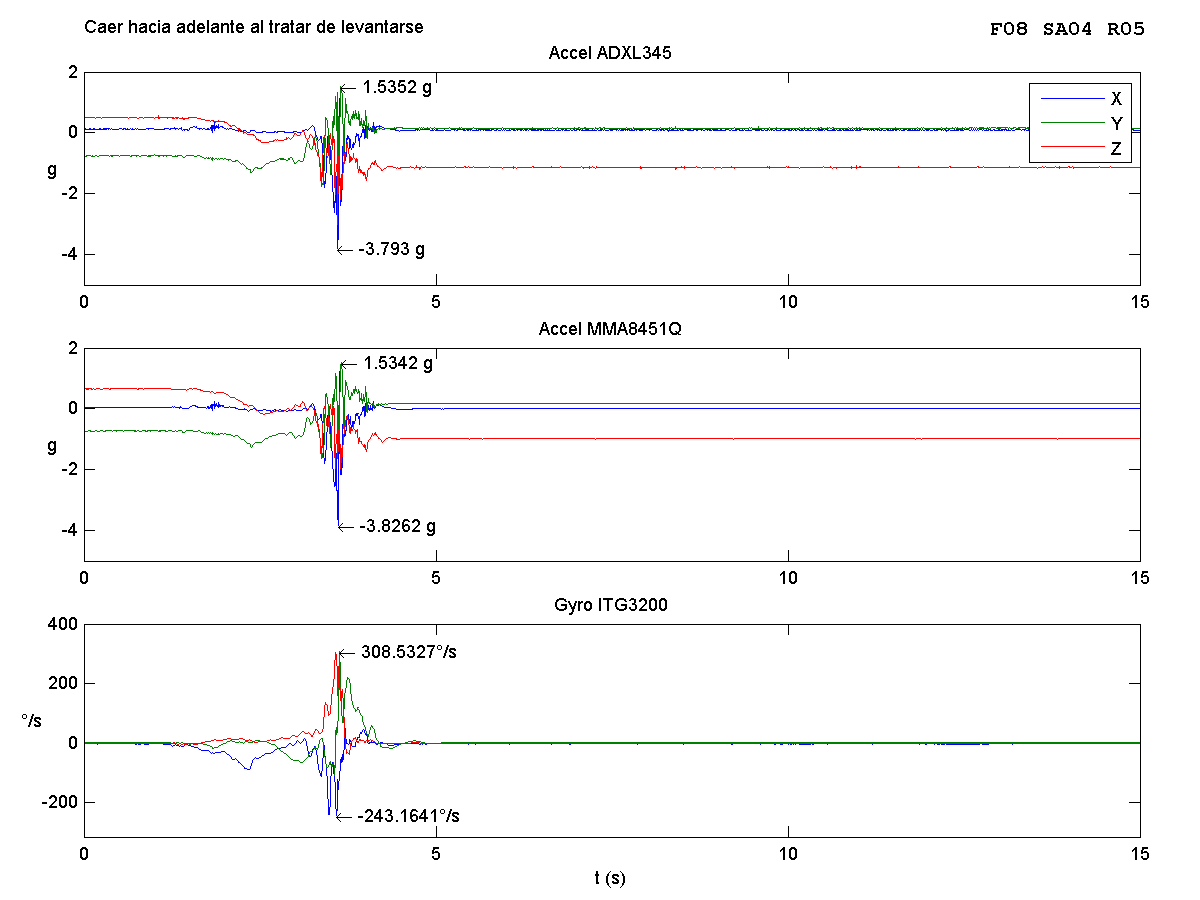 Caer hacia adelante al tratar de levantarse
F08 SA04 R05
Accel ADXL345
2
0
-2
-4
g
1.5352 g
-3.793 g
X
Y
Z
0 5 10 15
Accel MMA8451Q
2
0
-2
-4
g
1.5342 g
-3.8262 g
0 5 10 15
Gyro ITG3200
400
200
0
-200
°/s
308.5327°/s
-243.1641°/s
0 5 10 15
t (s)